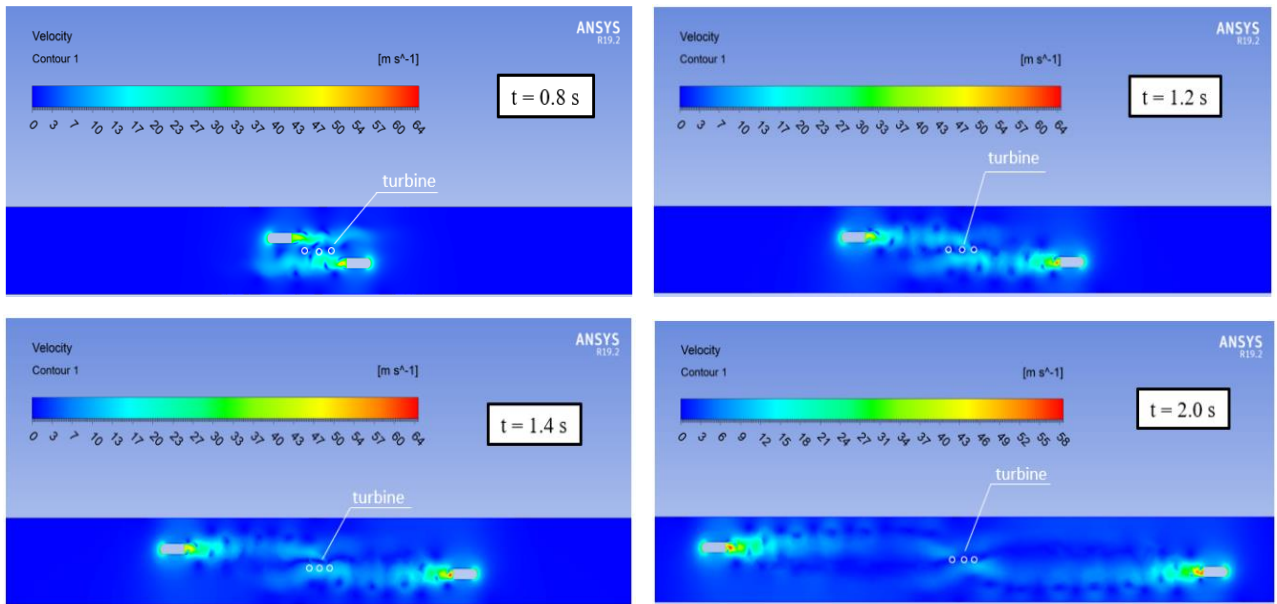 ANSYS
R19.2
Velocity
Contour 1
[m s^-1]
t = 0.8 s
0 3 7 10 13 17 20 23 27 30 33 37 40 43 47 50 54 57 60 64
turbine
ANSYS
R19.2
Velocity
Contour 1
[m s^-1]
t = 1.2 s
0 3 7 10 13 17 20 23 27 30 33 37 40 43 47 50 54 57 60 64
turbine
ANSYS
R19.2
Velocity
Contour 1
[m s^-1]
t = 1.4 s
0 3 7 10 13 17 20 23 27 30 33 37 40 43 47 50 54 57 60 64
turbine
ANSYS
R19.2
Velocity
Contour 1
[m s^-1]
t = 2.0 s
0 3 6 9 12 15 18 21 24 27 31 34 37 40 43 46 49 52 55 58
turbine